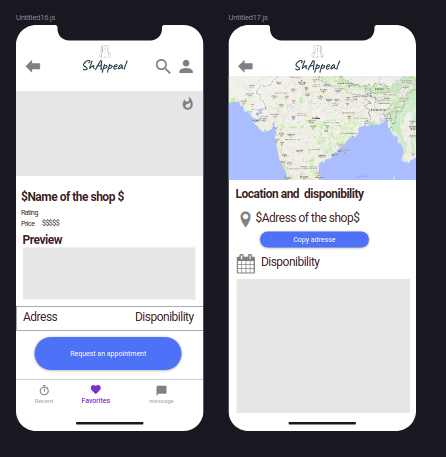 Untitled16.js
ShAppeal
$Name of the shop $
Rating
Price $$$$$
Preview
Adress Disponibility
Request an appointment
Recent Favorites message
Untitled17.js
ShAppeal
Location and disponibility
$Adress of the shop$
Copy adresse
Disponibility